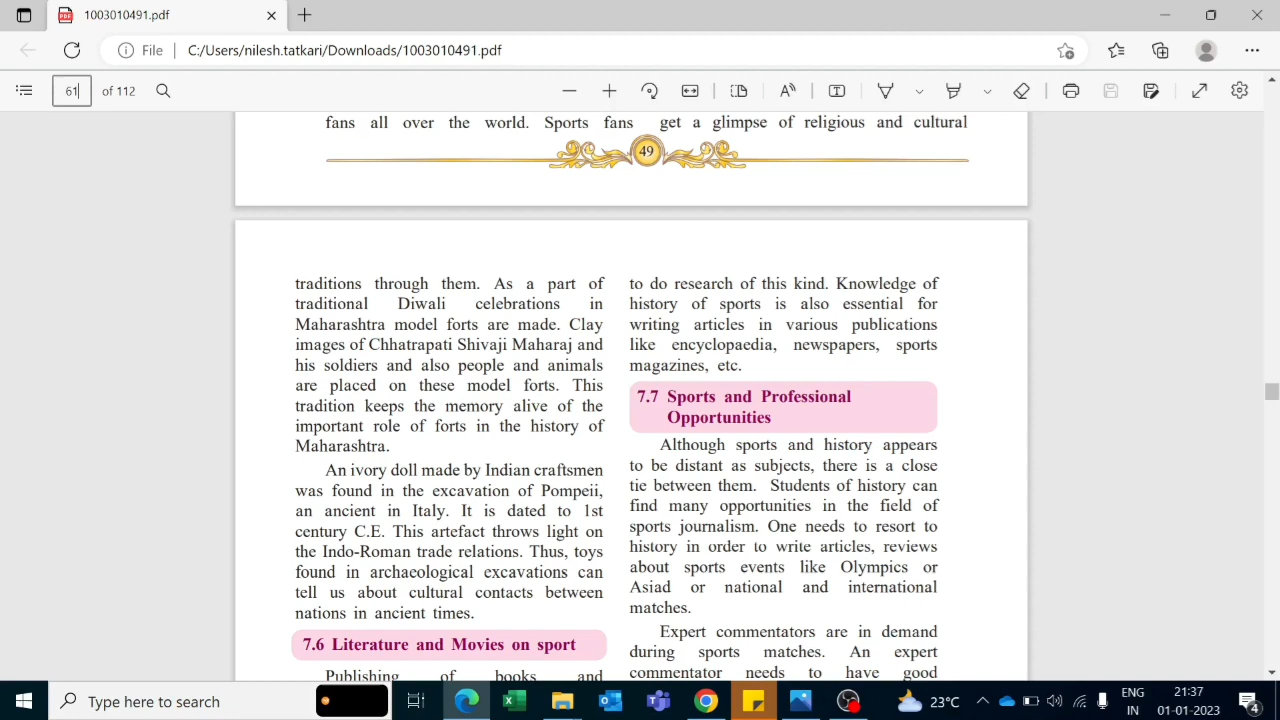 1003010491.pdf
File
C:/Users/nilesh.tatkari/Downloads/1003010491.pdf
61
of 112
fans all over the world. Sports fans get a glimpse of religious and cultural
49
traditions through them. As a part of
traditional Diwali celebrations in
Maharashtra model forts are made. Clay
images of Chhatrapati Shivaji Maharaj and
his soldiers and also people and animals
are placed on these model forts. This
tradition keeps the memory alive of the
important role of forts in the history of
Maharashtra.
An ivory doll made by Indian craftsmen
was found in the excavation of Pompeii,
an ancient in Italy. It is dated to 1st
century C.E. This artefact throws light on
the Indo-Roman trade relations. Thus, toys
found in archaeological excavations can
tell us about cultural contacts between
nations in ancient times.
7.6 Literature and Movies on sport
Publishing of books and
to do research of this kind. Knowledge of
history of sports is also essential for
writing articles in various publications
like encyclopaedia, newspapers, sports
magazines, etc.
7.7 Sports and Professional
Opportunities
Although sports and history appears
to be distant as subjects, there is a close
tie between them. Students of history can
find many opportunities in the field of
sports journalism. One needs to resort to
history in order to write articles, reviews
about sports events like Olympics or
Asiad or national and international
matches.
Expert commentators are in demand
during sports matches. An expert
commentator needs to have good
Type here to search
23°C
ENG
IN
21:37
01-01-2023
4